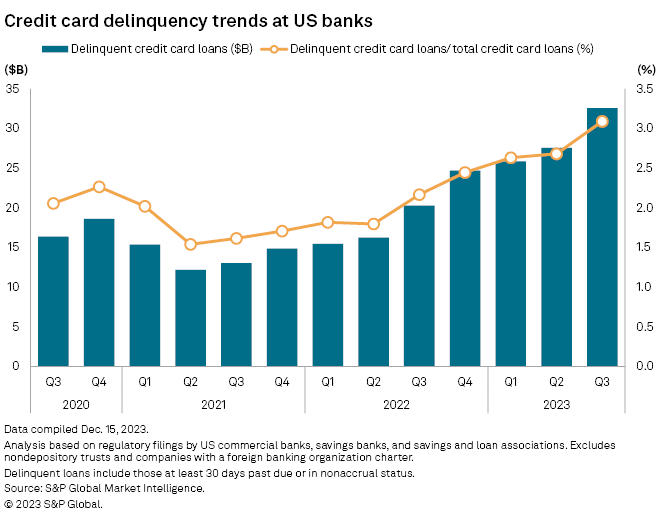 Credit card delinquency trends at US banks
Delinquent credit card loans ($B) Delinquent credit card loans/total credit card loans (%)
($B) (%)
35 3.5
30 3.0
25 2.5
20 2.0
15 1.5
10 1.0
5 0.5
0 0.0
Q3 Q4 Q1 Q2 Q3 Q4 Q1 Q2 Q3 Q4 Q1 Q2 Q3
2020 2021 2022 2023
Data compiled Dec. 15, 2023.
Analysis based on regulatory filings by US commercial banks, savings banks, and savings and loan associations. Excludes
nondepository trusts and companies with a foreign banking organization charter.
Delinquent loans include those at least 30 days past due or in nonaccrual status.
Source: S&P Global Market Intelligence.
© 2023 S&P Global.